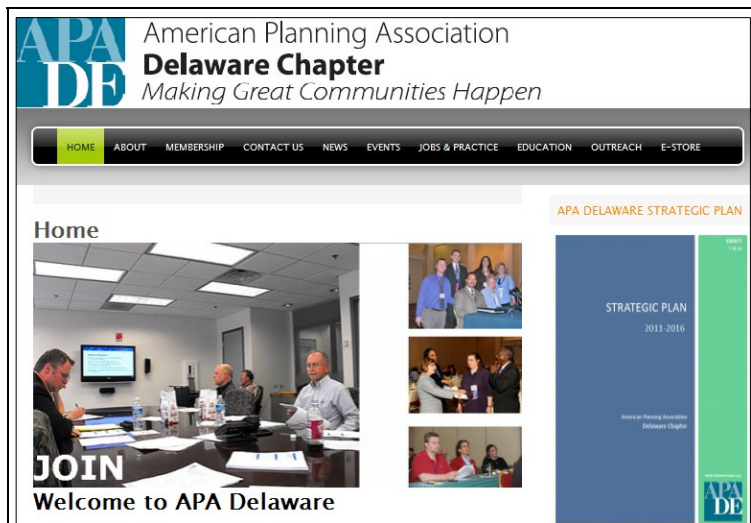 APA
DE
American Planning Association
Delaware Chapter
Making Great Communities Happen
HOME ABOUT MEMBERSHIP CONTACT US NEWS EVENTS JOBS & PRACTICE EDUCATION OUTREACH E-STORE
Home
JOIN
Welcome to APA Delaware
APA DELAWARE STRATEGIC PLAN
DRAFT
STRATEGIC PLAN
2011-2016
American Planning Association
Delaware Chapter
APA
DE